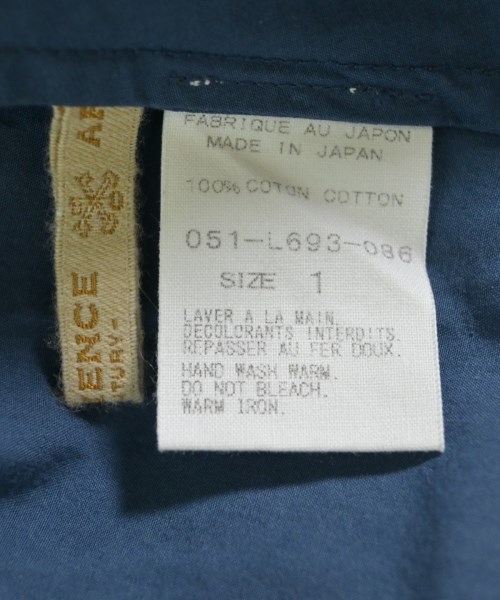 FABRIQUE AU JAPON
MADE IN JAPAN
100% COTON COTTON
051-L693-086
SIZE 1
LAVER A LA MAIN.
DECOLORANTS INTERDITS.
REPASSER AU FER DOUX.
HAND WASH WARM.
DO NOT BLEACH.
WARM IRON.